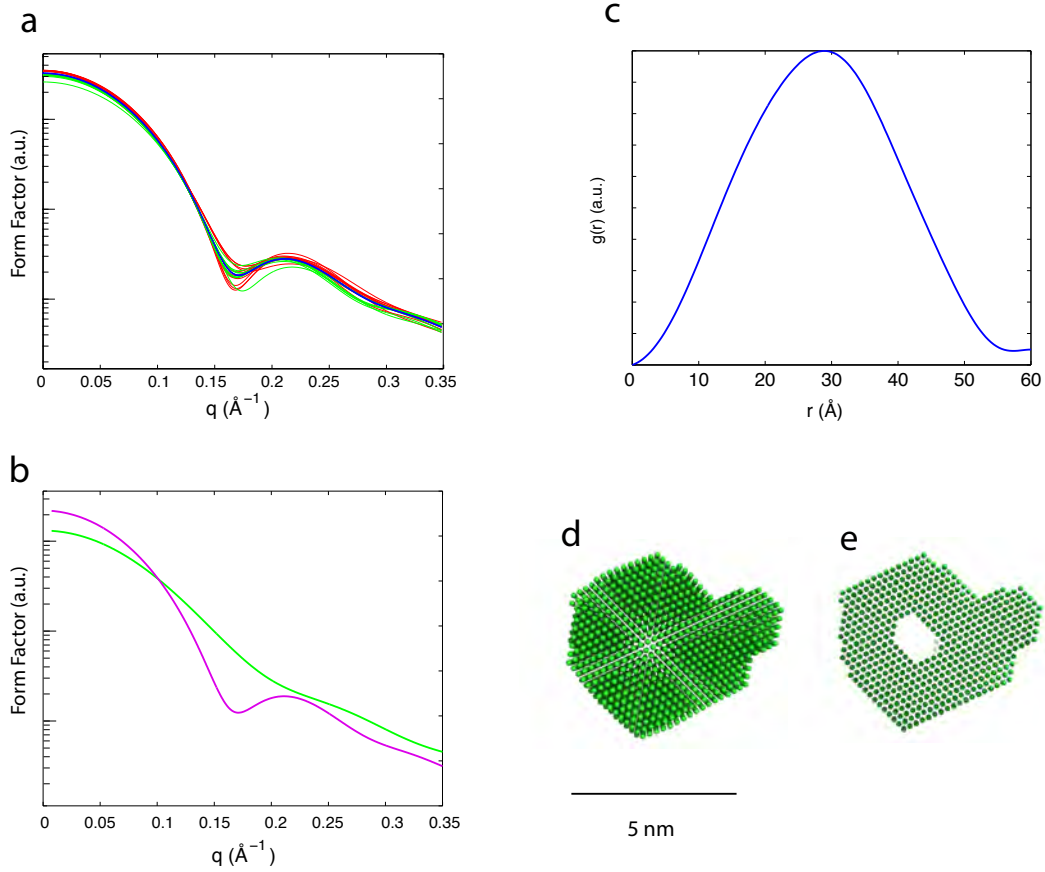 a
Form Factor (a.u.)
0 0.05 0.1 0.15 0.2 0.25 0.3 0.35
q (Å⁻¹)
b
Form Factor (a.u.)
0 0.05 0.1 0.15 0.2 0.25 0.3 0.35
q (Å⁻¹)
c
g(r) (a.u.)
0 10 20 30 40 50 60
r (Å)
d
e
5 nm